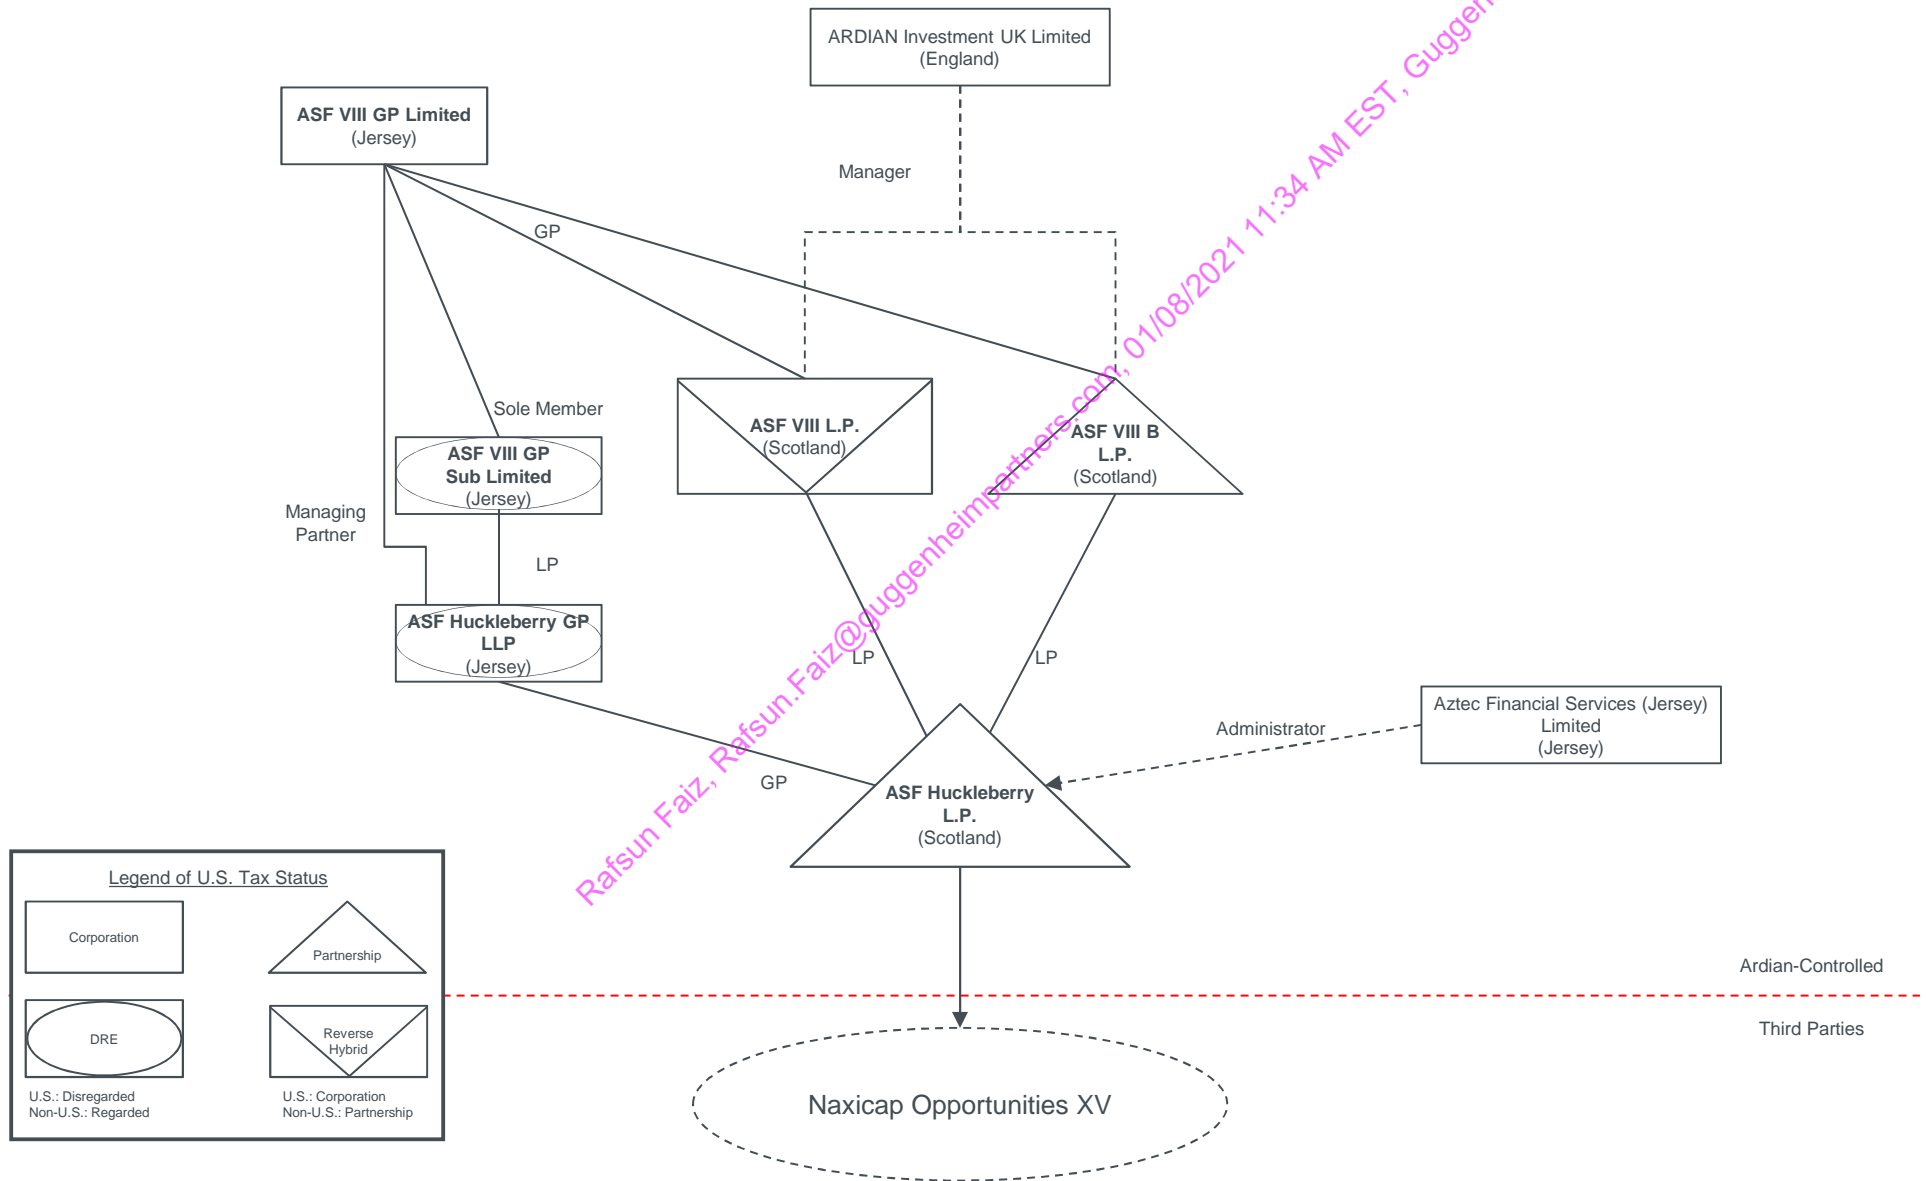 ARDIAN Investment UK Limited
(England)
ASF VIII GP Limited
(Jersey)
Manager
GP
Sole Member
ASF VIII GP
Sub Limited
(Jersey)
ASF VIII L.P.
(Scotland)
ASF VIII B
L.P.
(Scotland)
Managing
Partner
LP
ASF Huckleberry GP
LLP
(Jersey)
LP
LP
GP
Administrator
Aztec Financial Services (Jersey)
Limited
(Jersey)
ASF Huckleberry
L.P.
(Scotland)
Rafsun Faiz, Rafsun.Faiz@guggenheimpartners.com, 01/08/2021 11:34 AM EST, Guggen
Legend of U.S. Tax Status
Corporation
Partnership
DRE
Reverse
Hybrid
U.S.: Disregarded
Non-U.S.: Regarded
U.S.: Corporation
Non-U.S.: Partnership
Ardian-Controlled
Third Parties
Naxicap Opportunities XV